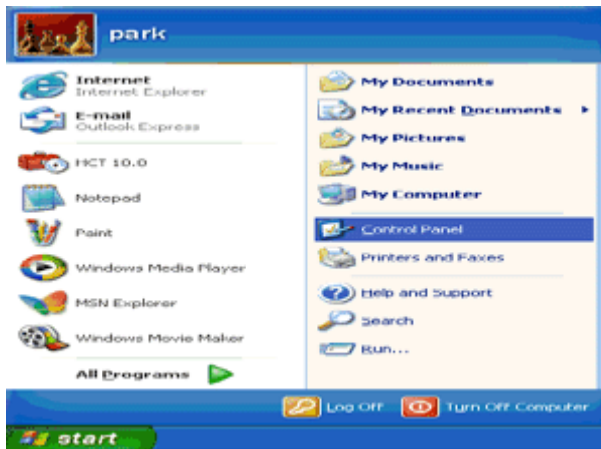 park
Internet
Internet Explorer
E-mail
Outlook Express
HCT 10.0
Notepad
Paint
Windows Media Player
MSN Explorer
Windows Movie Maker
All Programs
My Documents
My Recent Documents
My Pictures
My Music
My Computer
Control Panel
Printers and Faxes
Help and Support
Search
Run...
Log Off
Turn Off Computer
start